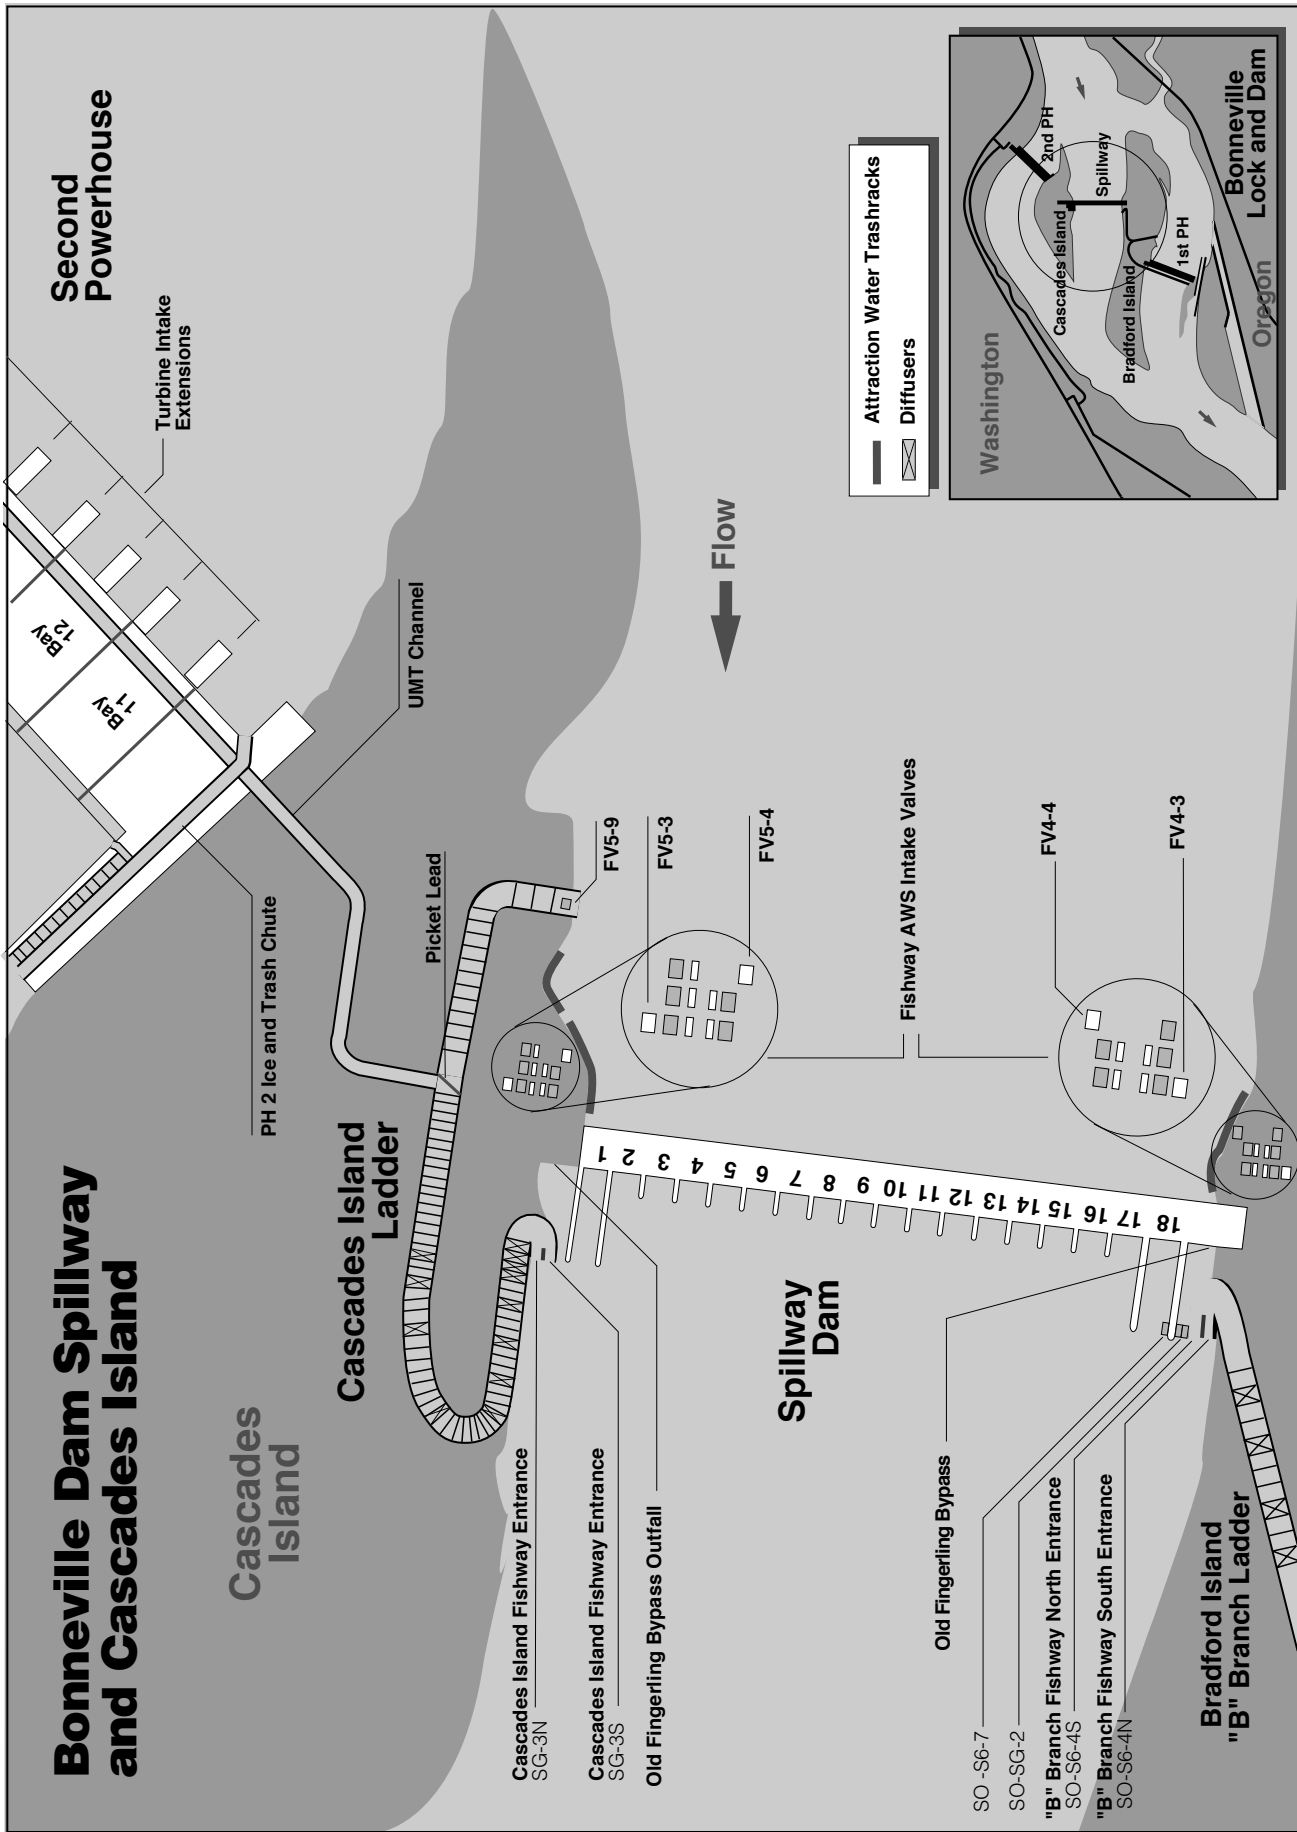 Bonneville Dam Spillway
and Cascades Island
Second
Powerhouse
Turbine Intake
Extensions
Bay
12
Bay
11
UMT Channel
PH 2 Ice and Trash Chute
Picket Lead
Cascades
Island
Cascades Island
Ladder
FV5-9
FV5-3
FV5-4
Flow
Fishway AWS Intake Valves
FV4-4
FV4-3
1
2
3
4
5
6
7
8
9
10
11
12
13
14
15
16
17
18
Spillway
Dam
Cascades Island Fishway Entrance
SG-3N
Cascades Island Fishway Entrance
SG-3S
Old Fingerling Bypass Outfall
Old Fingerling Bypass
SO -S6-7
SO-SG-2
"B" Branch Fishway North Entrance
SO-S6-4S
"B" Branch Fishway South Entrance
SO-S6-4N
Bradford Island
"B" Branch Ladder
Attraction Water Trashracks
Diffusers
Washington
Cascades Island
2nd PH
Spillway
Bradford Island
1st PH
Oregon
Bonneville
Lock and Dam